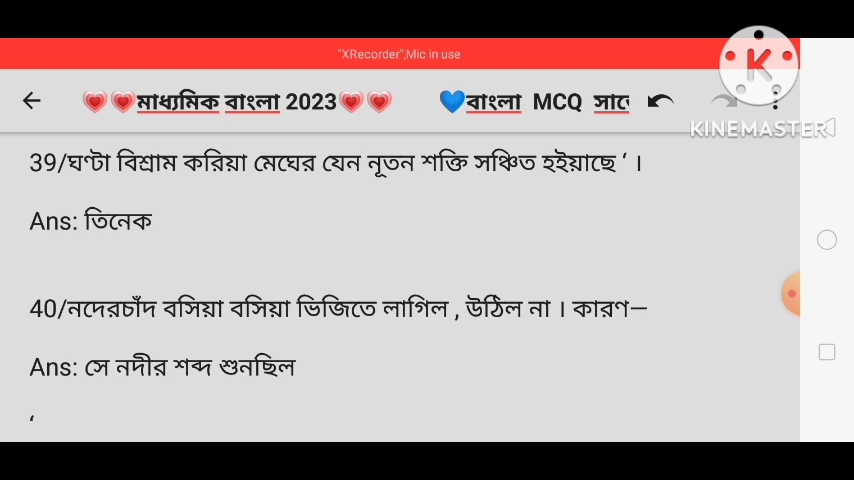 "XRecorder",Mic in use
মাধ্যমিক বাংলা 2023 বাংলা MCQ সাজে
KINEMASTER
39/ঘণ্টা বিশ্রাম করিয়া মেঘের যেন নূতন শক্তি সঞ্চিত হইয়াছে ‘ ।
Ans: তিনেক
40/নদেরচাঁদ বসিয়া বসিয়া ভিজিতে লাগিল , উঠিল না । কারণ—
Ans: সে নদীর শব্দ শুনছিল
‘